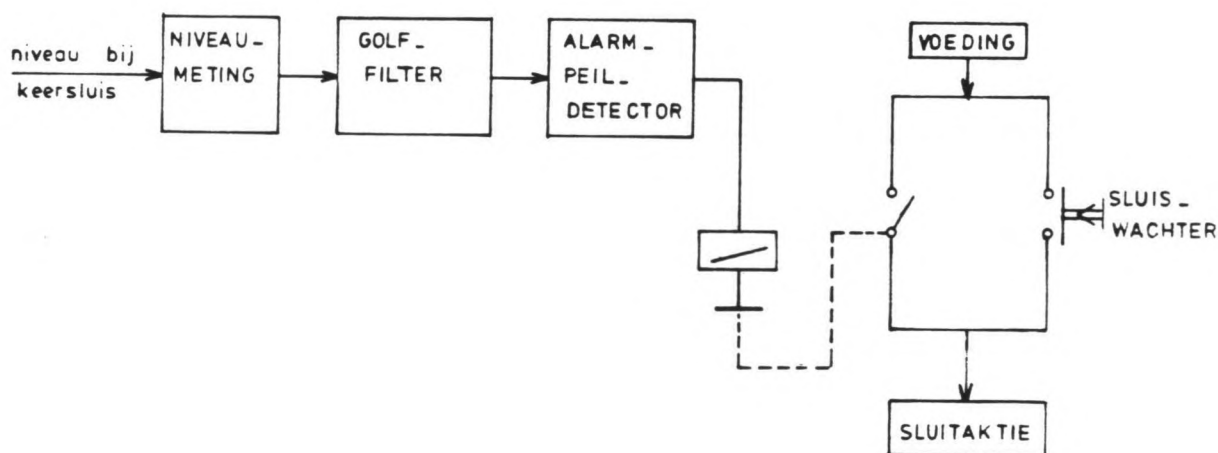 niveau bij
keersluis
NIVEAU_
METING
GOLF_
FILTER
ALARM_
PEIL_
DETECTOR
VOEDING
SLUIS_
WACHTER
SLUITAKTIE